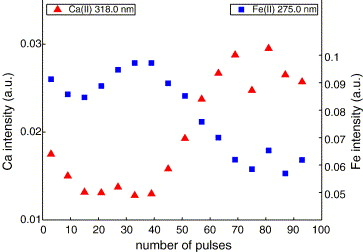 Ca(II) 318.0 nm
Fe(II) 275.0 nm
Ca intensity (a.u.)
0.03
0.02
0.01
Fe intensity (a.u.)
0.1
0.09
0.08
0.07
0.06
0.05
0 10 20 30 40 50 60 70 80 90 100
number of pulses